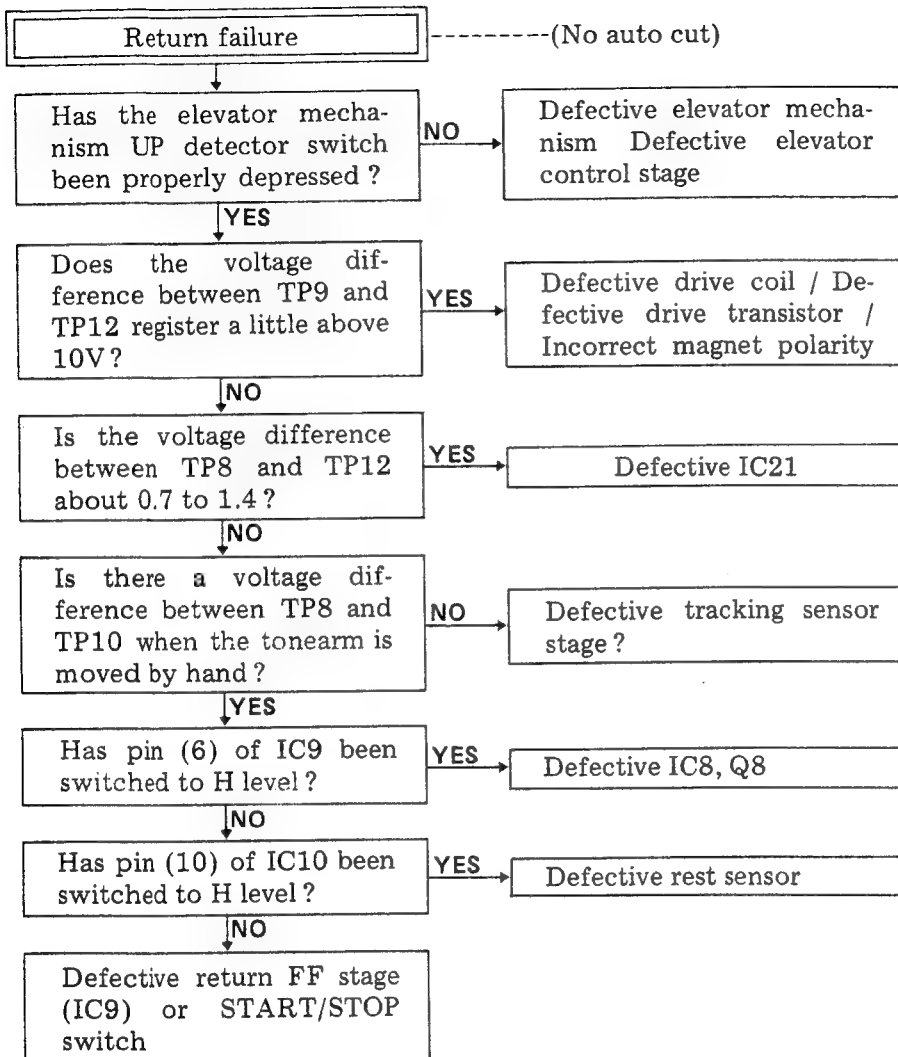 Return failure
(No auto cut)
Has the elevator mecha-
nism UP detector switch
been properly depressed ?
NO
Defective elevator mecha-
nism Defective elevator
control stage
YES
Does the voltage dif-
ference between TP9 and
TP12 register a little above
10V ?
YES
Defective drive coil / De-
fective drive transistor /
Incorrect magnet polarity
NO
Is the voltage difference
between TP8 and TP12
about 0.7 to 1.4 ?
YES
Defective IC21
NO
Is there a voltage dif-
ference between TP8 and
TP10 when the tonearm is
moved by hand ?
NO
Defective tracking sensor
stage ?
YES
Has pin (6) of IC9 been
switched to H level ?
YES
Defective IC8, Q8
NO
Has pin (10) of IC10 been
switched to H level ?
YES
Defective rest sensor
NO
Defective return FF stage
(IC9) or START/STOP
switch